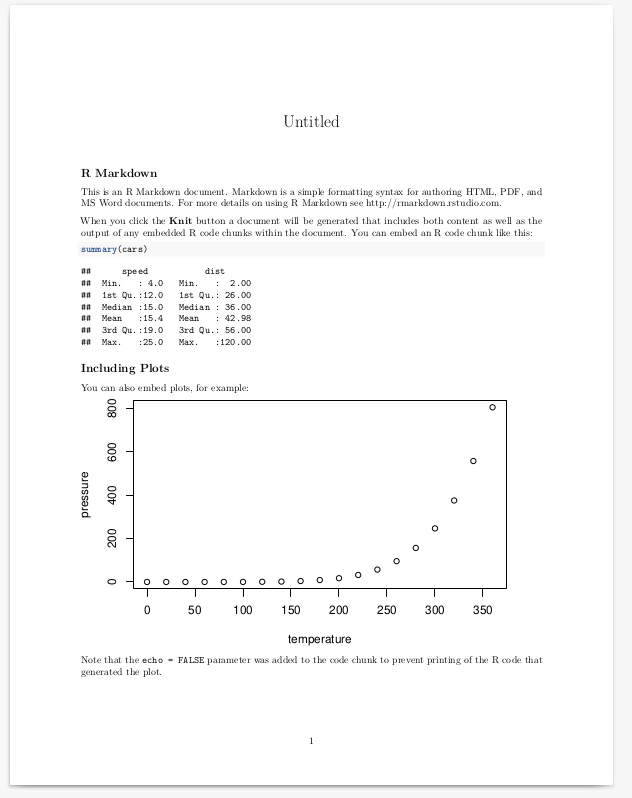 Untitled
R Markdown
This is an R Markdown document. Markdown is a simple formatting syntax for authoring HTML, PDF, and
MS Word documents. For more details on using R Markdown see http://rmarkdown.rstudio.com.
When you click the Knit button a document will be generated that includes both content as well as the
output of any embedded R code chunks within the document. You can embed an R code chunk like this:
summary(cars)
##      speed           dist
##  Min.   : 4.0   Min.   :  2.00
##  1st Qu.:12.0   1st Qu.: 26.00
##  Median :15.0   Median : 36.00
##  Mean   :15.4   Mean   : 42.98
##  3rd Qu.:19.0   3rd Qu.: 56.00
##  Max.   :25.0   Max.   :120.00
Including Plots
You can also embed plots, for example:
800
600
400
200
0
pressure
0 50 100 150 200 250 300 350
temperature
Note that the echo = FALSE parameter was added to the code chunk to prevent printing of the R code that
generated the plot.
1